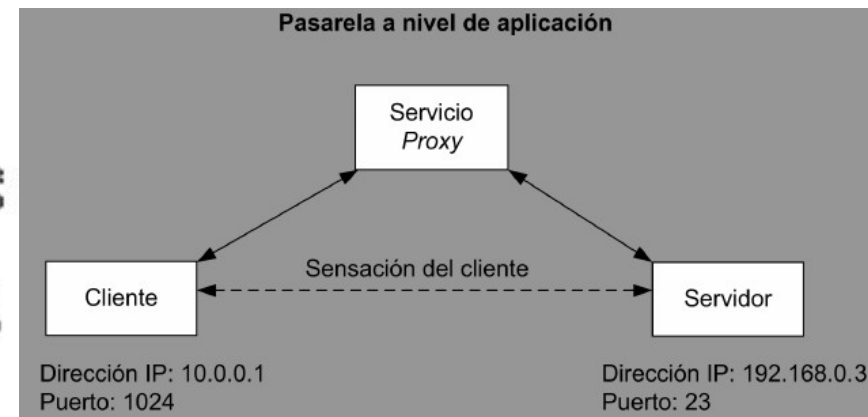 Pasarela a nivel de aplicación
Servicio
Proxy
Sensación del cliente
Cliente
Servidor
Dirección IP: 10.0.0.1
Puerto: 1024
Dirección IP: 192.168.0.3
Puerto: 23